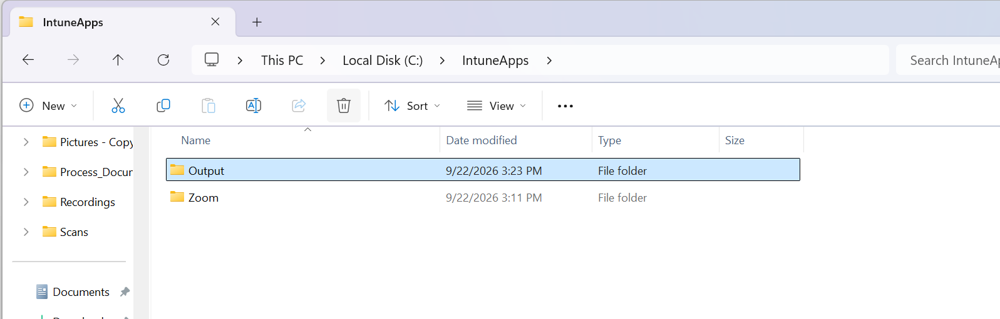 IntuneApps
This PC > Local Disk (C:) > IntuneApps >
Search IntuneAp
New
Sort
View
Name
Date modified
Type
Size
Pictures - Copy
Process_Docur
Recordings
Scans
Documents
Output 9/22/2026 3:23 PM File folder
Zoom 9/22/2026 3:11 PM File folder